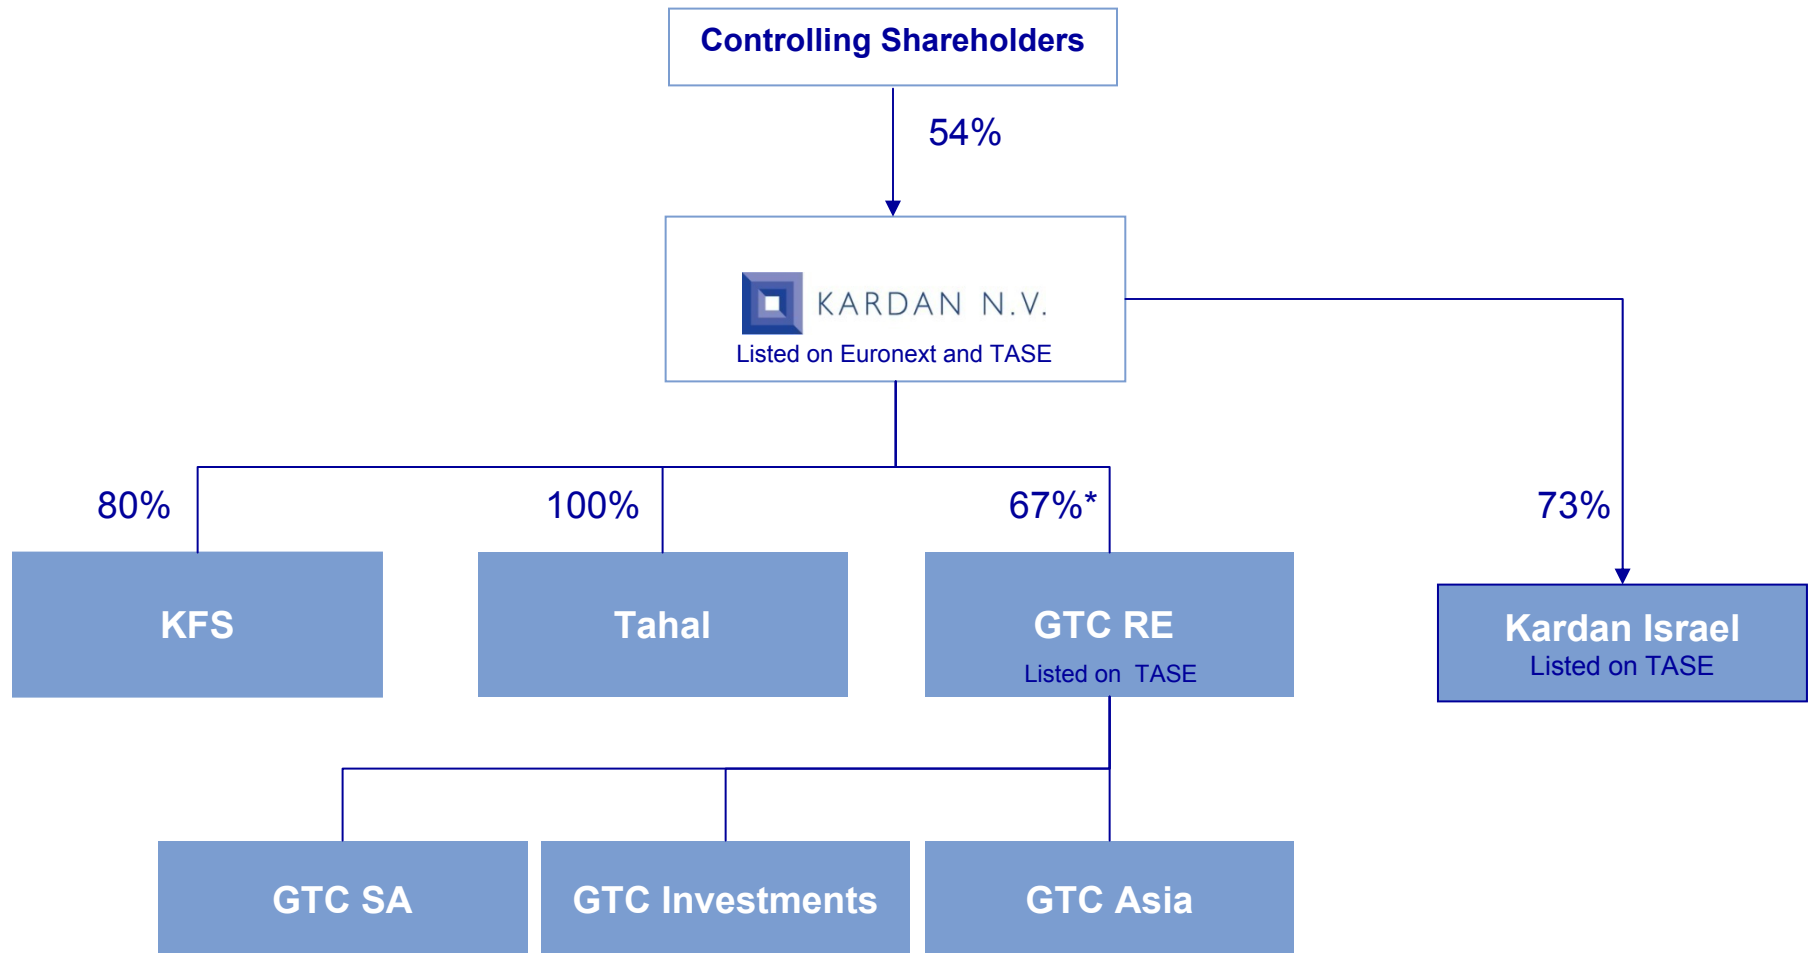 Controlling Shareholders
54%
KARDAN N.V.
Listed on Euronext and TASE
80%
100%
67%*
73%
KFS
Tahal
GTC RE
Listed on TASE
Kardan Israel
Listed on TASE
GTC SA
GTC Investments
GTC Asia